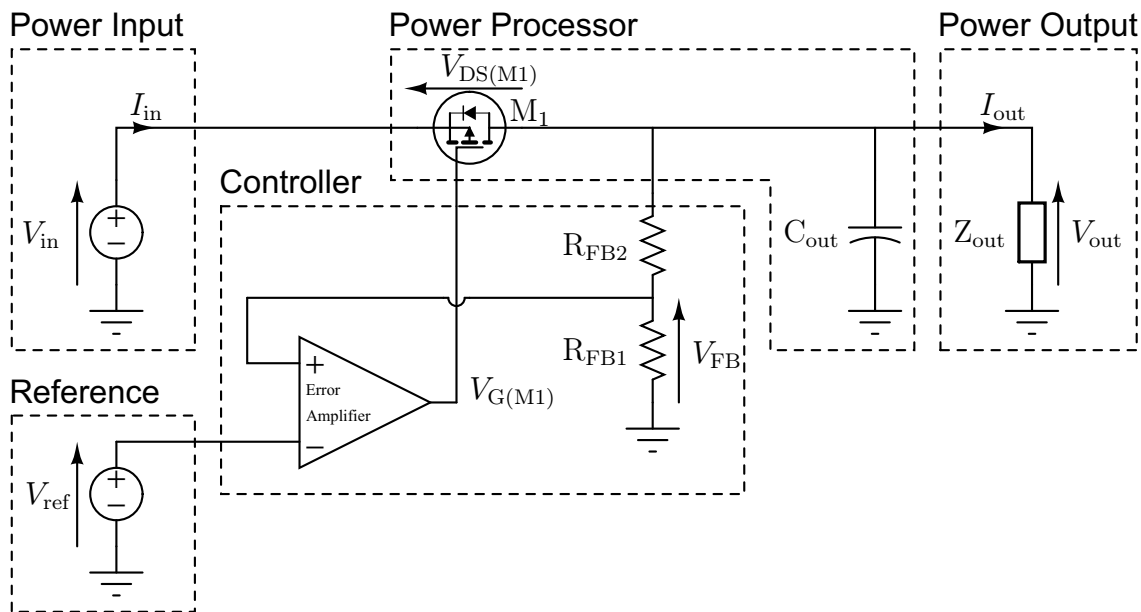 Power Input
Power Processor
Power Output
V_DS(M1)
I_in
M_1
I_out
Controller
V_in
+
−
R_FB2
C_out
Z_out
V_out
R_FB1
V_FB
+
Error
Amplifier
−
V_G(M1)
Reference
V_ref
+
−